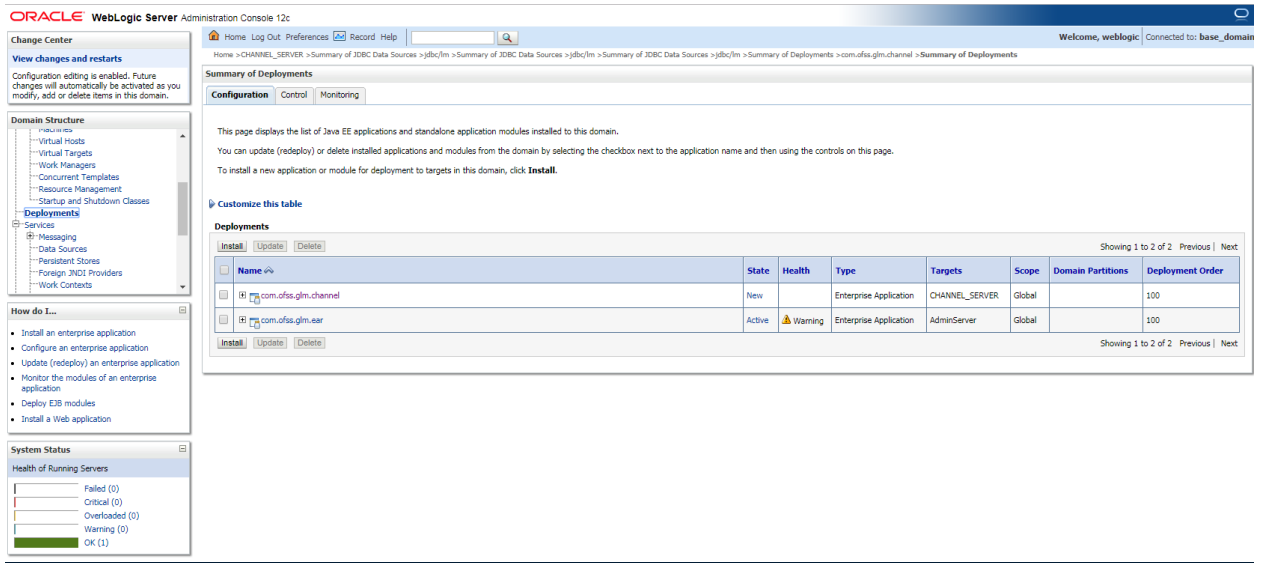 ORACLE WebLogic Server Administration Console 12c
Change Center
View changes and restarts
Configuration editing is enabled. Future
changes will automatically be activated as you
modify, add or delete items in this domain.
Domain Structure
Machines
Virtual Hosts
Virtual Targets
Work Managers
Concurrent Templates
Resource Management
Startup and Shutdown Classes
Deployments
Services
Messaging
Data Sources
Persistent Stores
Foreign JNDI Providers
Work Contexts
How do I...
Install an enterprise application
Configure an enterprise application
Update (redeploy) an enterprise application
Monitor the modules of an enterprise
application
Deploy EJB modules
Install a Web application
System Status
Health of Running Servers
Failed (0)
Critical (0)
Overloaded (0)
Warning (0)
OK (1)
Home Log Out Preferences Record Help
Welcome, weblogic Connected to: base_domain
Home >CHANNEL_SERVER >Summary of JDBC Data Sources >jdbc/lm >Summary of JDBC Data Sources >jdbc/lm >Summary of JDBC Data Sources >jdbc/lm >Summary of Deployments >com.ofss.glm.channel >Summary of Deployments
Summary of Deployments
Configuration Control Monitoring
This page displays the list of Java EE applications and standalone application modules installed to this domain.
You can update (redeploy) or delete installed applications and modules from the domain by selecting the checkbox next to the application name and then using the controls on this page.
To install a new application or module for deployment to targets in this domain, click Install.
Customize this table
Deployments
Install Update Delete Showing 1 to 2 of 2 Previous | Next
Name State Health Type Targets Scope Domain Partitions Deployment Order
com.ofss.glm.channel New Enterprise Application CHANNEL_SERVER Global 100
com.ofss.glm.ear Active Warning Enterprise Application AdminServer Global 100
Install Update Delete Showing 1 to 2 of 2 Previous | Next